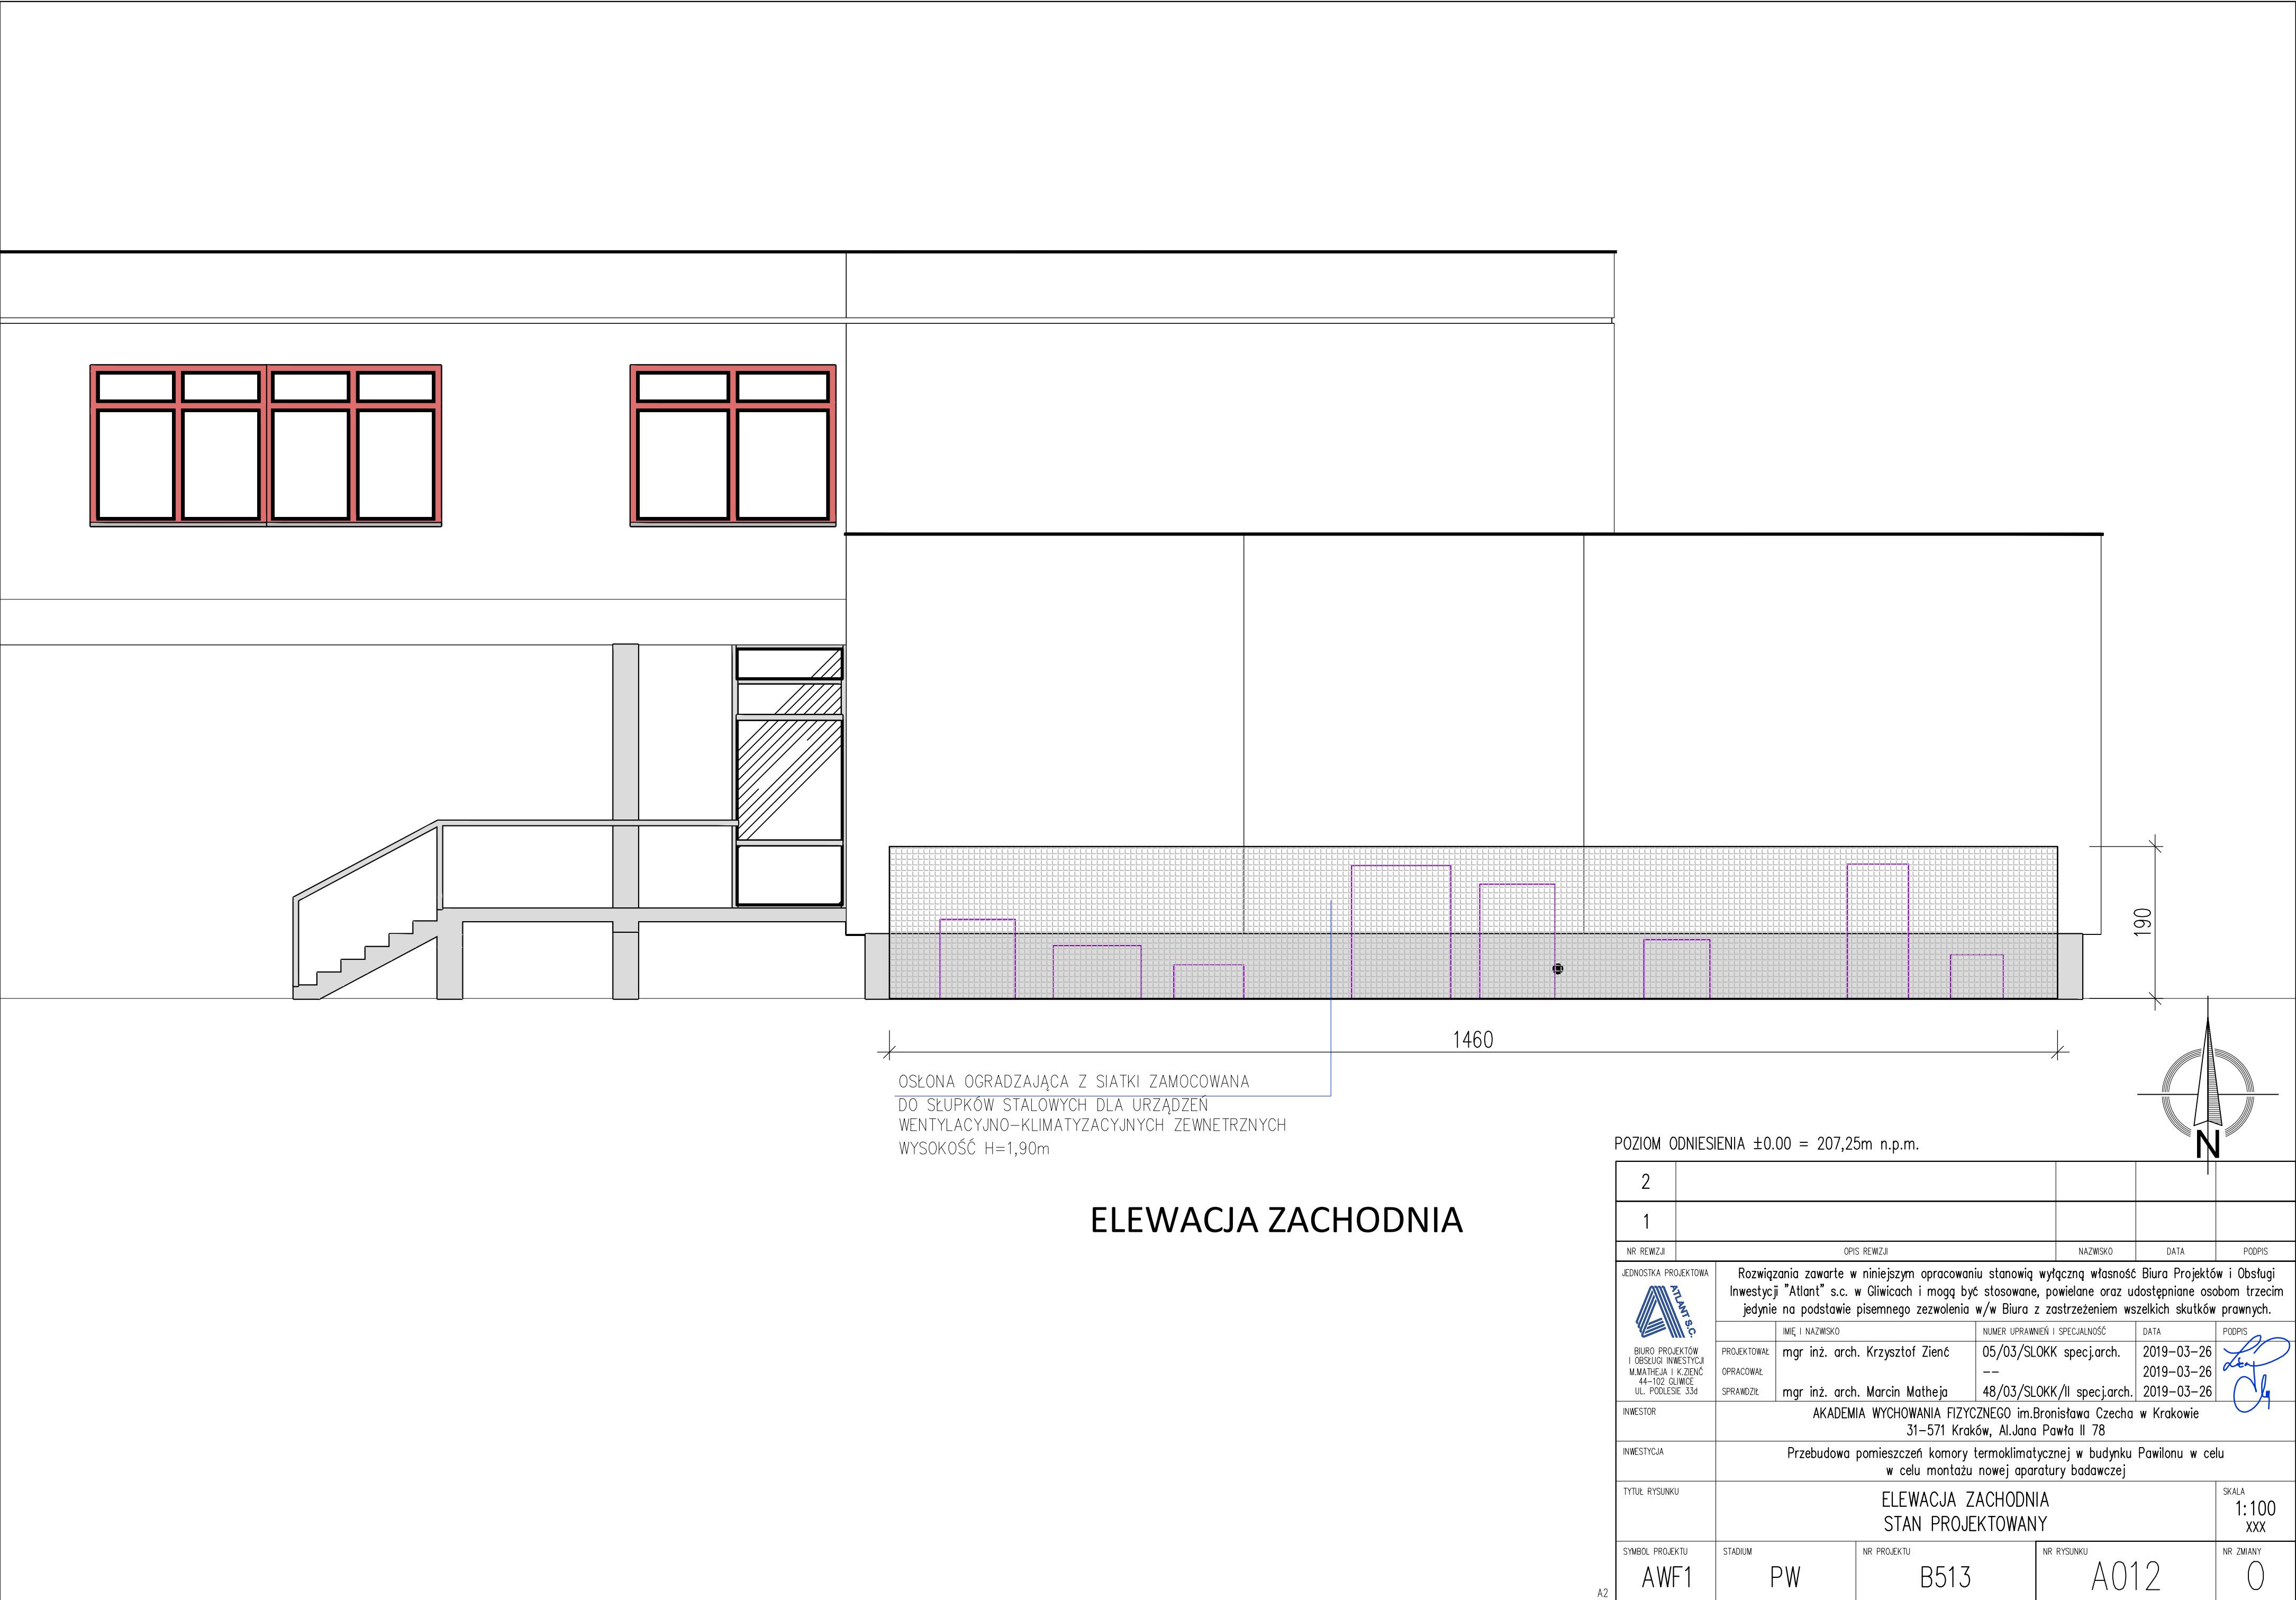 190
1460
OSŁONA OGRADZAJĄCA Z SIATKI ZAMOCOWANA
DO SŁUPKÓW STALOWYCH DLA URZĄDZEŃ
WENTYLACYJNO-KLIMATYZACYJNYCH ZEWNETRZNYCH
WYSOKOŚĆ H=1,90m
N
POZIOM ODNIESIENIA ±0.00 = 207,25m n.p.m.
ELEWACJA ZACHODNIA
2
1
NR REWIZJI OPIS REWIZJI NAZWISKO DATA PODPIS
JEDNOSTKA PROJEKTOWA
ATLANT S.C.
BIURO PROJEKTÓW
I OBSŁUGI INWESTYCJI
M.MATHEJA I K.ZIENĆ
44-102 GLIWICE
UL. PODLESIE 33d
Rozwiązania zawarte w niniejszym opracowaniu stanowią wyłączną własność Biura Projektów i Obsługi
Inwestycji "Atlant" s.c. w Gliwicach i mogą być stosowane, powielane oraz udostępniane osobom trzecim
jedynie na podstawie pisemnego zezwolenia w/w Biura z zastrzeżeniem wszelkich skutków prawnych.
IMIĘ I NAZWISKO NUMER UPRAWNIEŃ I SPECJALNOŚĆ DATA PODPIS
PROJEKTOWAŁ mgr inż. arch. Krzysztof Zienć 05/03/SLOKK specj.arch. 2019-03-26
OPRACOWAŁ -- 2019-03-26
SPRAWDZIŁ mgr inż. arch. Marcin Matheja 48/03/SLOKK/II specj.arch. 2019-03-26
INWESTOR AKADEMIA WYCHOWANIA FIZYCZNEGO im.Bronisława Czecha w Krakowie
31-571 Kraków, Al.Jana Pawła II 78
INWESTYCJA Przebudowa pomieszczeń komory termoklimatycznej w budynku Pawilonu w celu
w celu montażu nowej aparatury badawczej
TYTUŁ RYSUNKU ELEWACJA ZACHODNIA
STAN PROJEKTOWANY
SKALA
1:100
XXX
SYMBOL PROJEKTU STADIUM NR PROJEKTU NR RYSUNKU NR ZMIANY
AWF1 PW B513 A012 0
A2